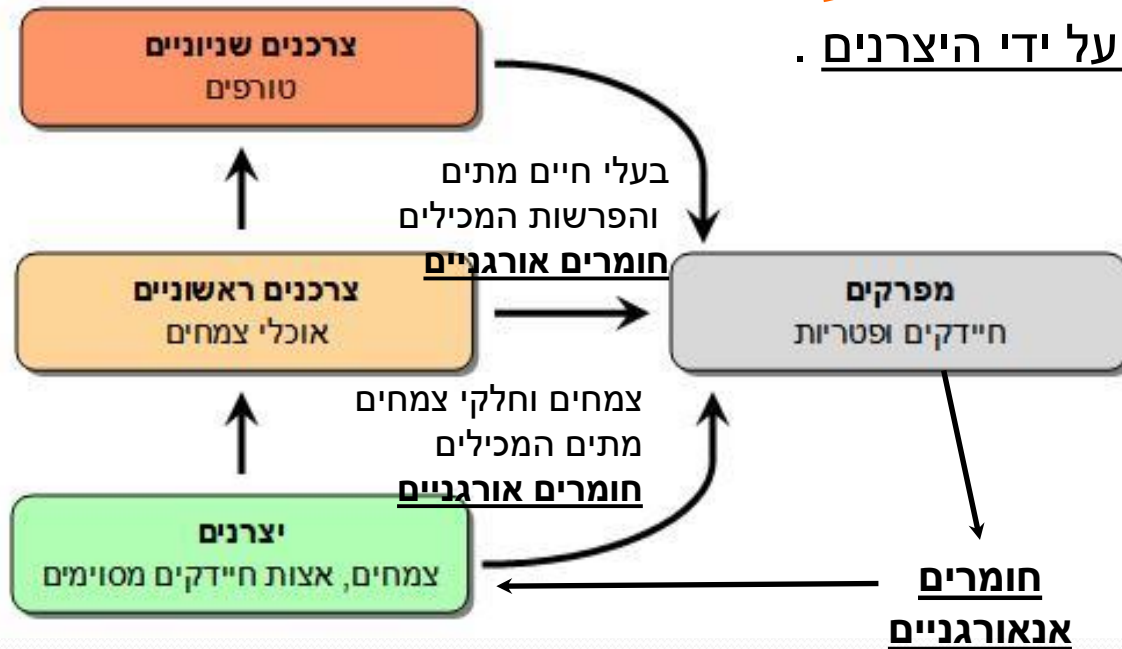 על ידי היצרנים .
צרכנים שניוניים
טורפים
בעלי חיים מתים
והפרשות המכילים
חומרים אורגניים
צרכנים ראשוניים
אוכלי צמחים
מפרקים
חיידקים ופטריות
צמחים וחלקי צמחים
מתים המכילים
חומרים אורגניים
יצרנים
צמחים, אצות חיידקים מסוימים
חומרים
אנאורגניים